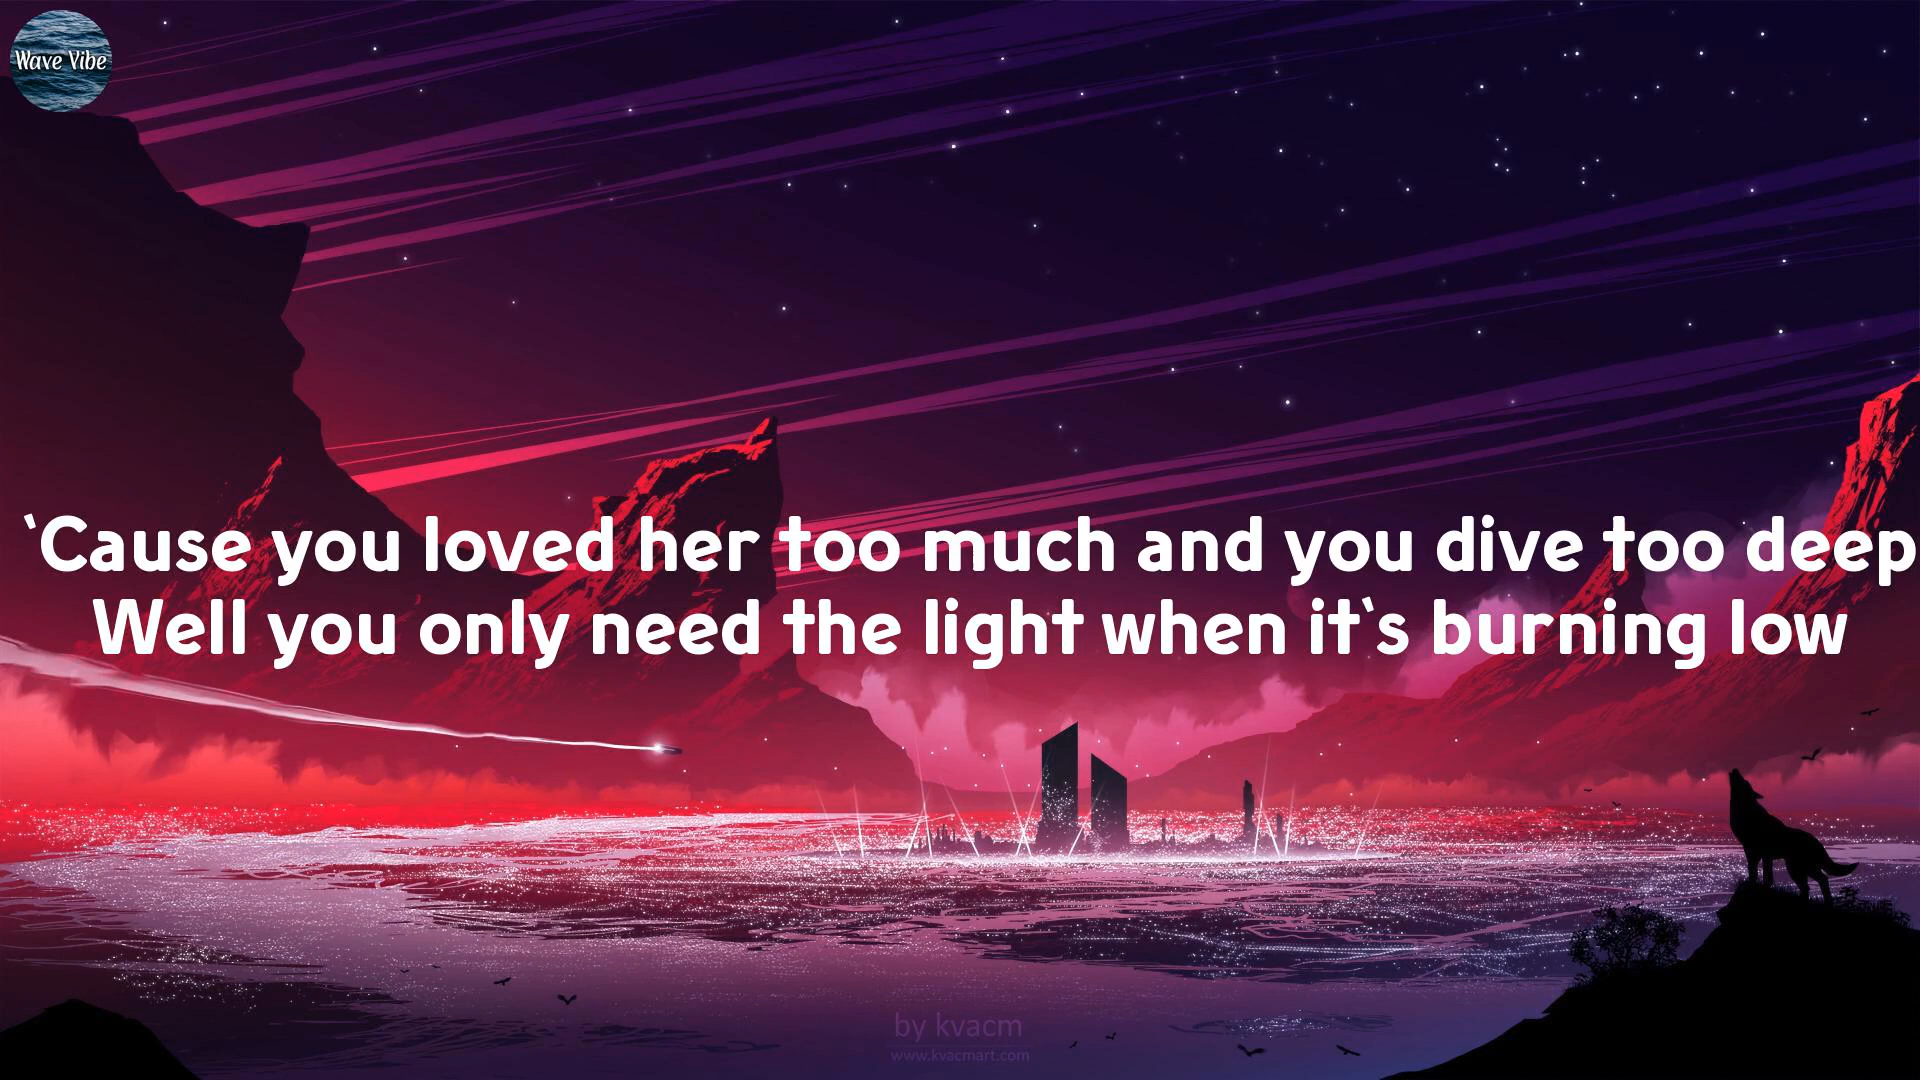 Wave Vibe
‘Cause you loved her too much and you dive too deep
Well you only need the light when it‘s burning low
by kvacm
www.kvacmart.com